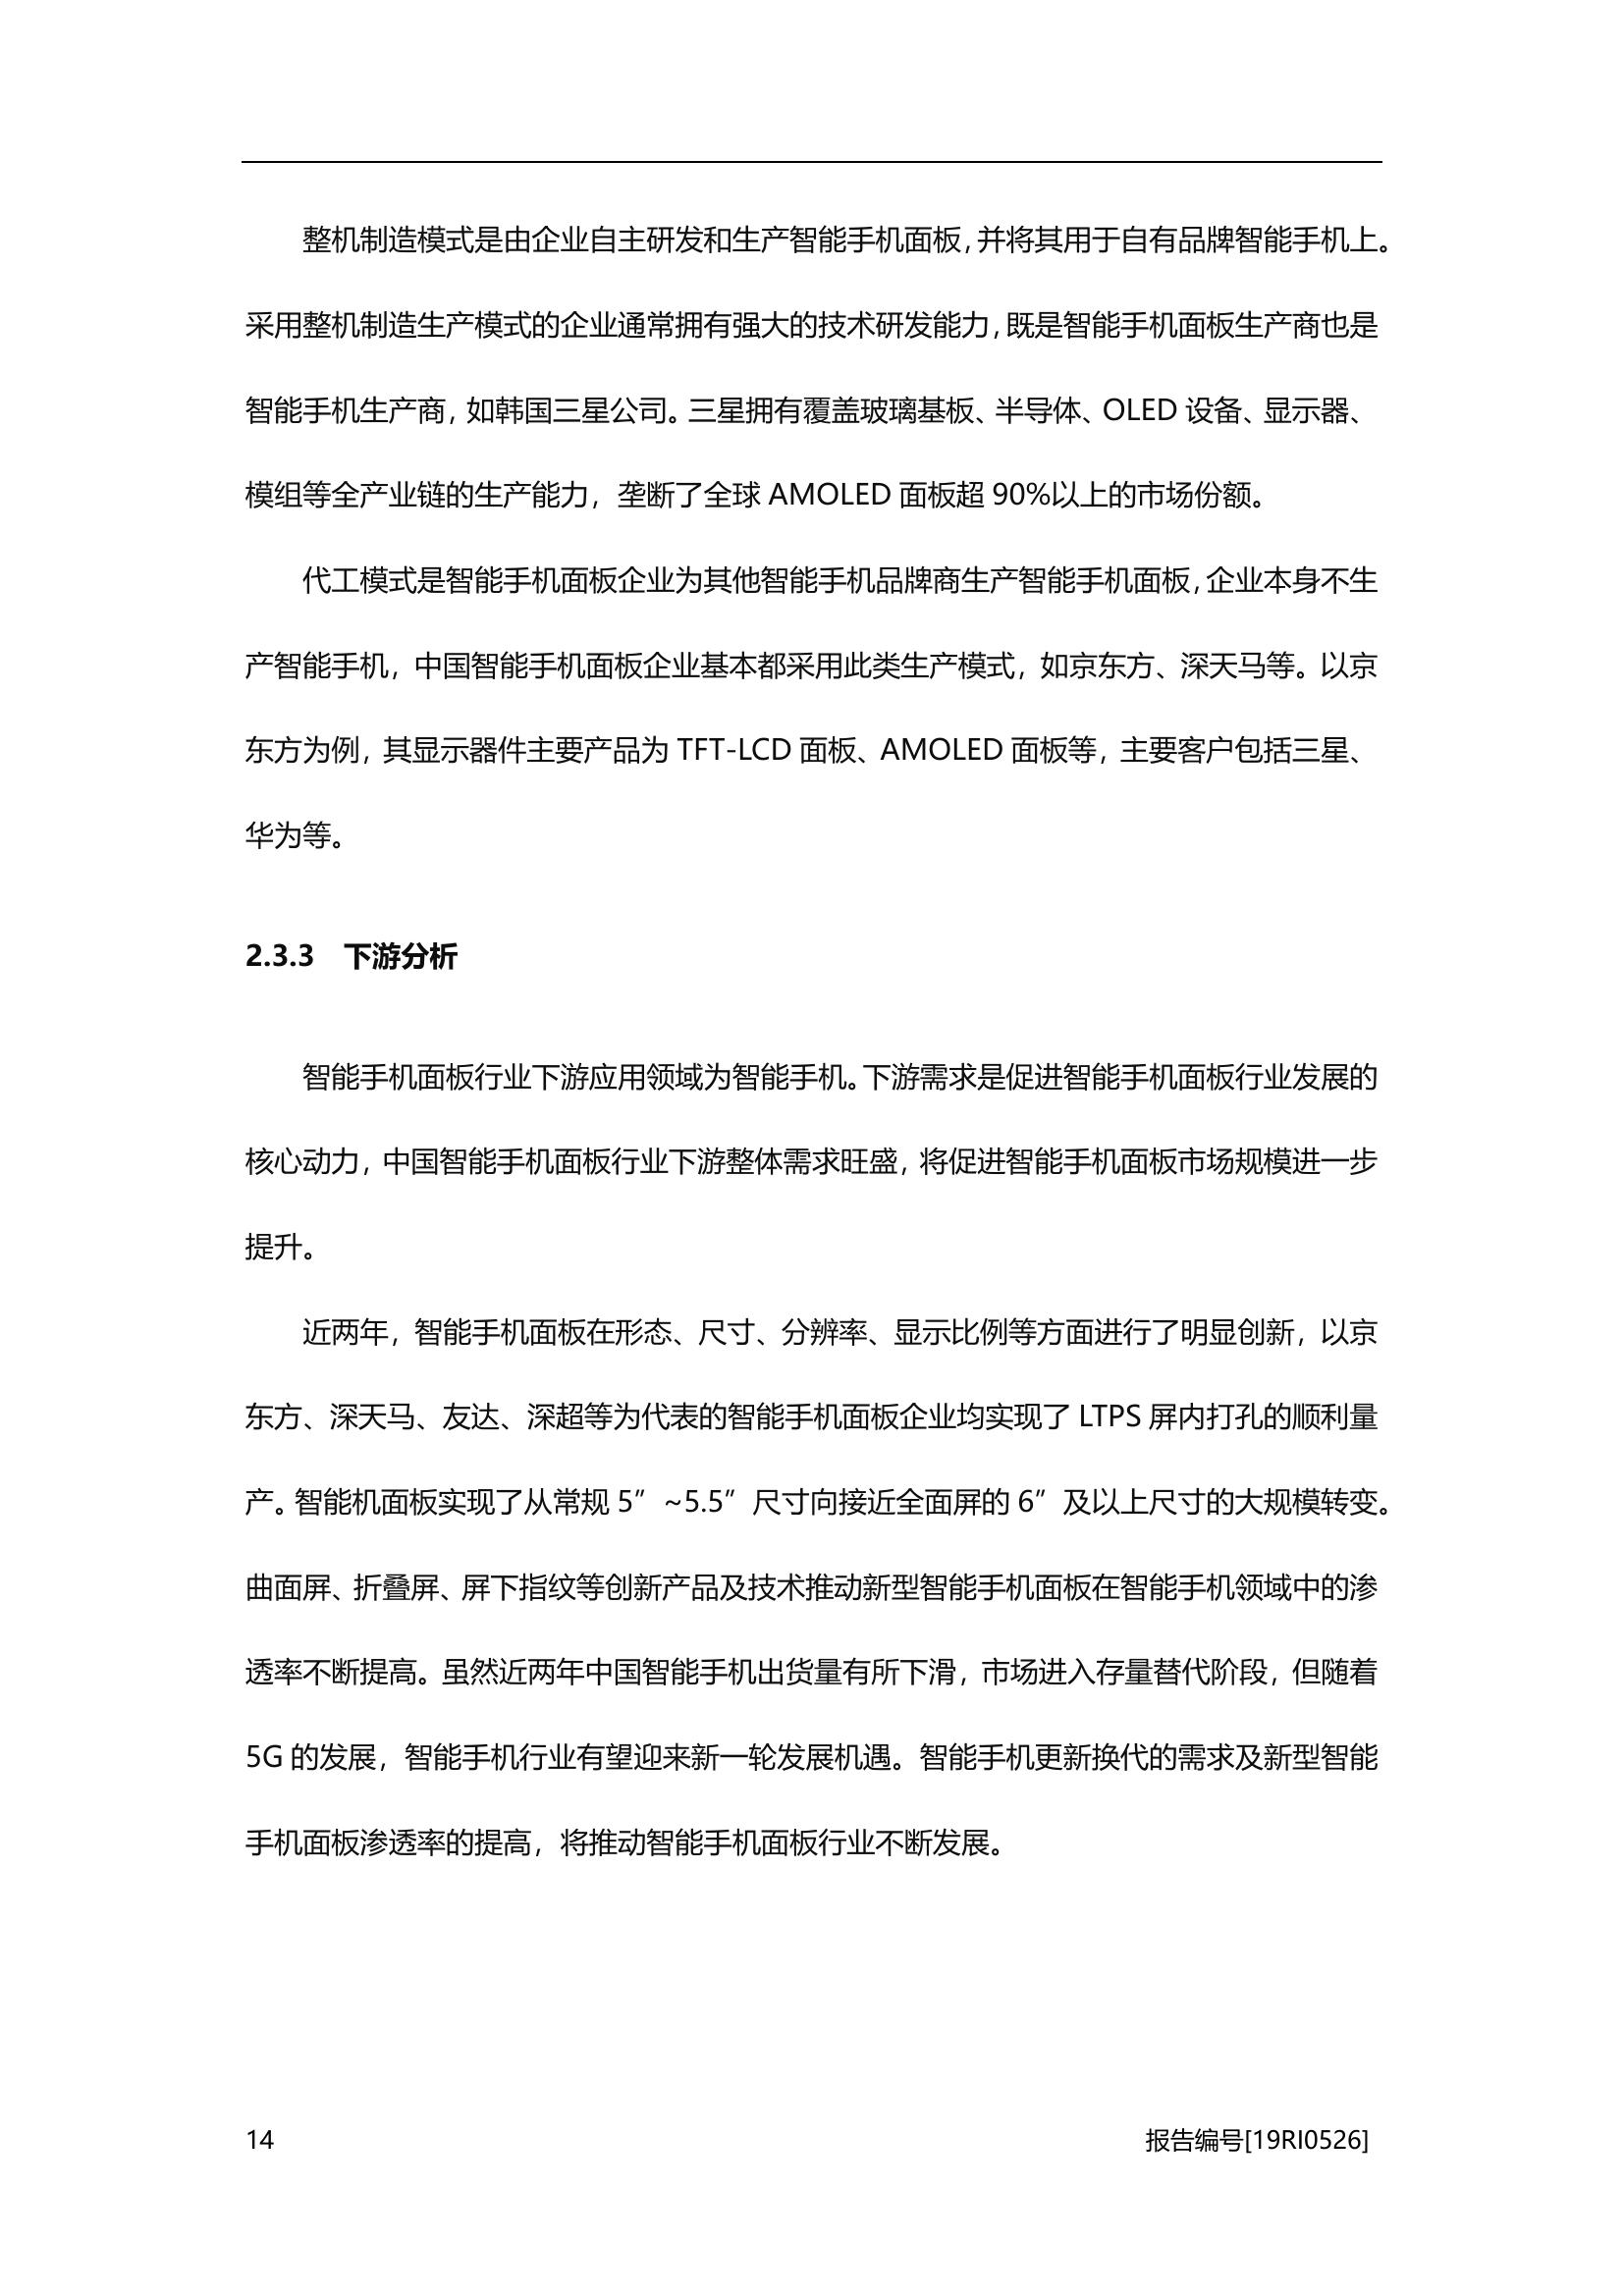 整机制造模式是由企业自主研发和生产智能手机面板，并将其用于自有品牌智能手机上。
采用整机制造生产模式的企业通常拥有强大的技术研发能力，既是智能手机面板生产商也是
智能手机生产商，如韩国三星公司。三星拥有覆盖玻璃基板、半导体、OLED 设备、显示器、
模组等全产业链的生产能力，垄断了全球 AMOLED 面板超 90%以上的市场份额。
代工模式是智能手机面板企业为其他智能手机品牌商生产智能手机面板，企业本身不生
产智能手机，中国智能手机面板企业基本都采用此类生产模式，如京东方、深天马等。以京
东方为例，其显示器件主要产品为 TFT-LCD 面板、AMOLED 面板等，主要客户包括三星、
华为等。
2.3.3 下游分析
智能手机面板行业下游应用领域为智能手机。下游需求是促进智能手机面板行业发展的
核心动力，中国智能手机面板行业下游整体需求旺盛，将促进智能手机面板市场规模进一步
提升。
近两年，智能手机面板在形态、尺寸、分辨率、显示比例等方面进行了明显创新，以京
东方、深天马、友达、深超等为代表的智能手机面板企业均实现了 LTPS 屏内打孔的顺利量
产。智能机面板实现了从常规 5”~5.5”尺寸向接近全面屏的 6”及以上尺寸的大规模转变。
曲面屏、折叠屏、屏下指纹等创新产品及技术推动新型智能手机面板在智能手机领域中的渗
透率不断提高。虽然近两年中国智能手机出货量有所下滑，市场进入存量替代阶段，但随着
5G 的发展，智能手机行业有望迎来新一轮发展机遇。智能手机更新换代的需求及新型智能
手机面板渗透率的提高，将推动智能手机面板行业不断发展。
14 报告编号[19RI0526]